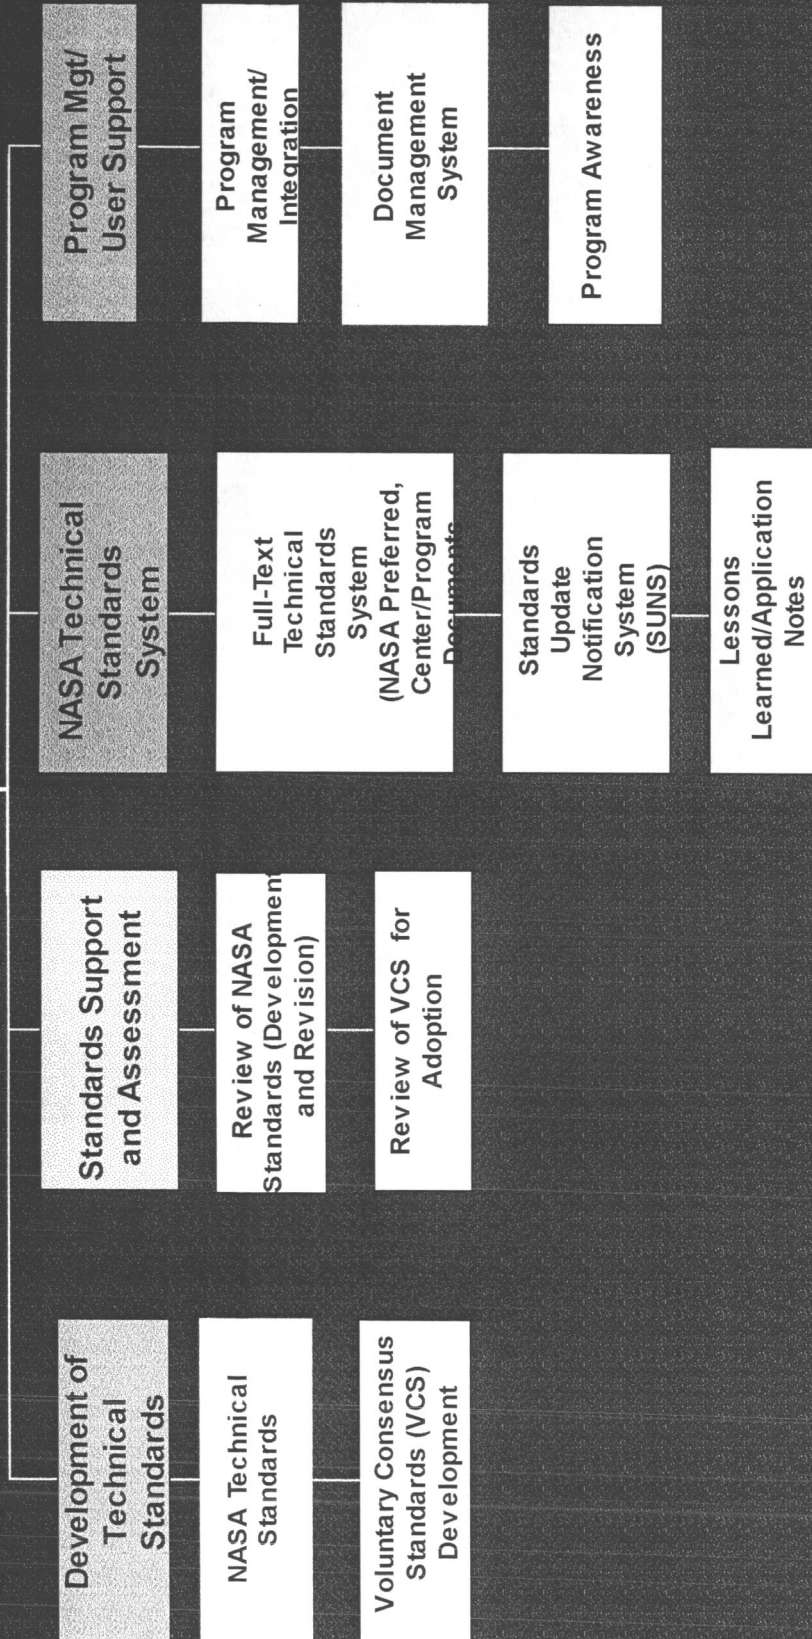 Development of
Technical
Standards
NASA Technical
Standards
Voluntary Consensus
Standards (VCS)
Development
Standards Support
and Assessment
Review of NASA
Standards (Development
and Revision)
Review of VCS for
Adoption
NASA Technical
Standards
System
Full-Text
Technical
Standards
System
(NASA Preferred,
Center/Program
Documents
Standards
Update
Notification
System
(SUNS)
Lessons
Learned/Application
Notes
Program Mgt/
User Support
Program
Management/
Integration
Document
Management
System
Program Awareness